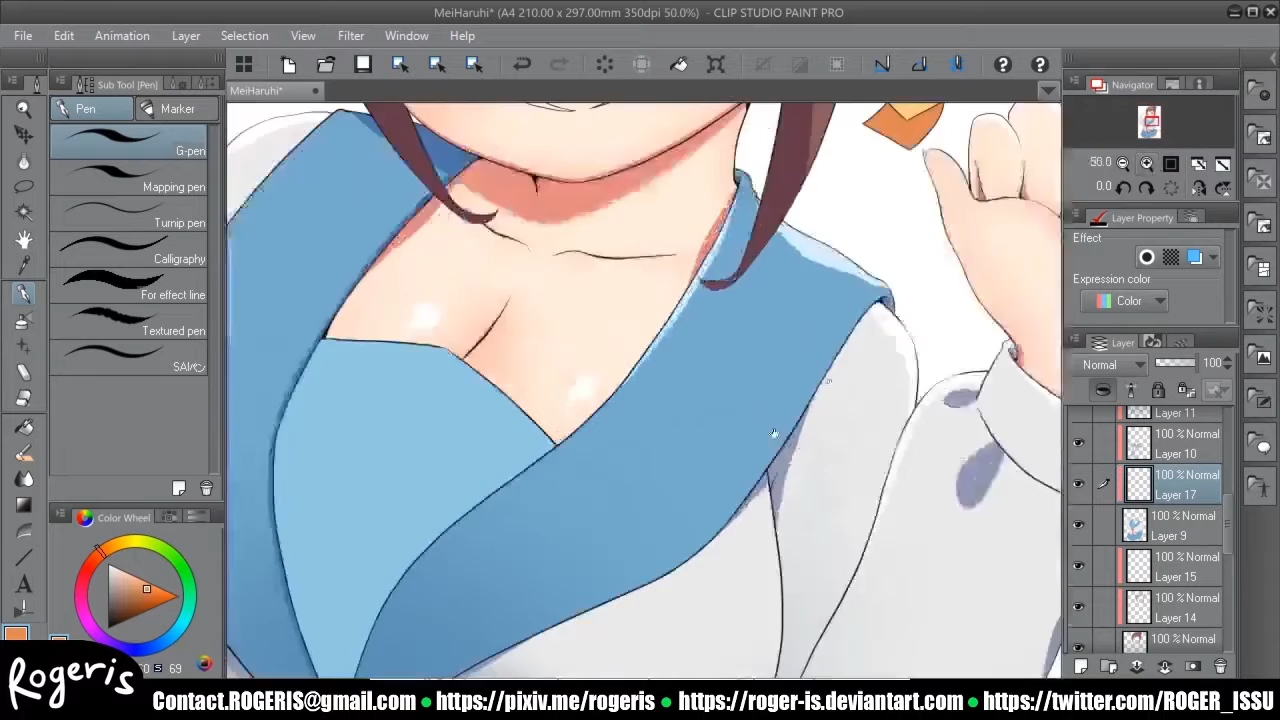 MeiHaruhi* (A4 210.00 x 297.00mm 350dpi 50.0%) - CLIP STUDIO PAINT PRO
File Edit Animation Layer Selection View Filter Window Help
MeiHaruhi*
Sub Tool [Pen]
Pen
Marker
G-pen
Mapping pen
Turnip pen
Calligraphy
For effect line
Textured pen
SAI
Color Wheel
S 69
Navigator
50.0
0.0
Layer Property
Effect
Expression color
Color
Layer
Normal 100
Layer 11
100 % Normal
Layer 10
100 % Normal
Layer 17
100 % Normal
Layer 9
100 % Normal
Layer 15
100 % Normal
Layer 14
100 % Normal
Rogeris
Contact.ROGERIS@gmail.com ● https://pixiv.me/rogeris ● https://roger-is.deviantart.com ● https://twitter.com/ROGER_ISSU